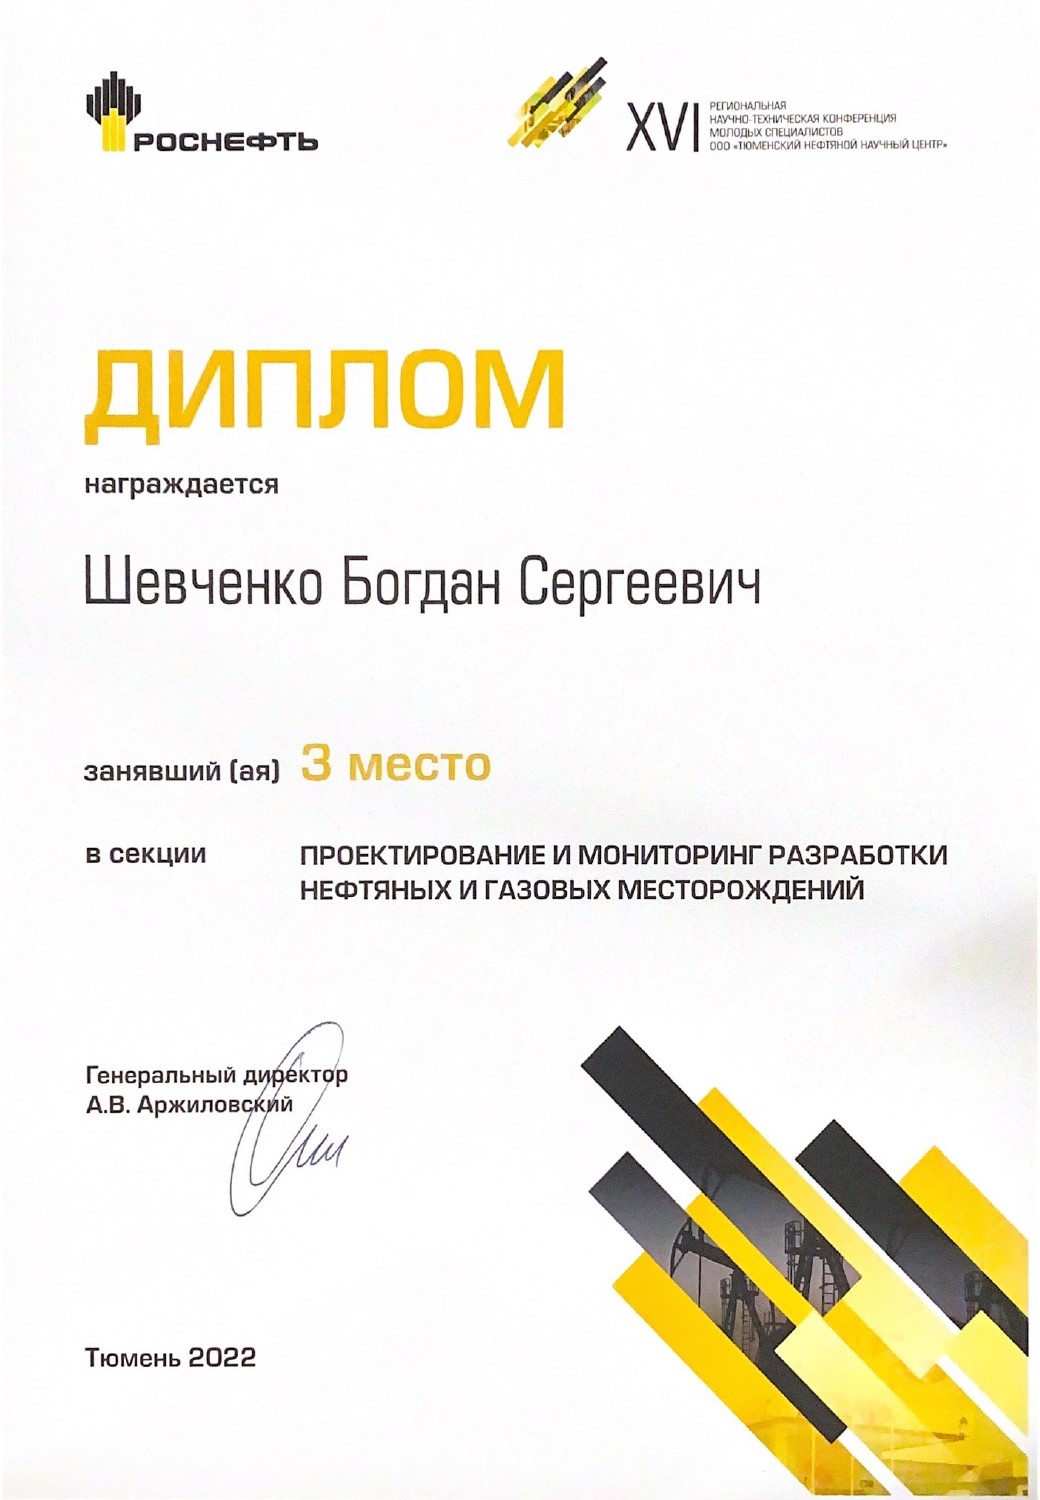 РОСНЕФТЬ
XVI
РЕГИОНАЛЬНАЯ
НАУЧНО-ТЕХНИЧЕСКАЯ КОНФЕРЕНЦИЯ
МОЛОДЫХ СПЕЦИАЛИСТОВ
ООО «ТЮМЕНСКИЙ НЕФТЯНОЙ НАУЧНЫЙ ЦЕНТР»
ДИПЛОМ
награждается
Шевченко Богдан Сергеевич
занявший (ая) 3 место
в секции ПРОЕКТИРОВАНИЕ И МОНИТОРИНГ РАЗРАБОТКИ
НЕФТЯНЫХ И ГАЗОВЫХ МЕСТОРОЖДЕНИЙ
Генеральный директор
А.В. Аржиловский
Тюмень 2022